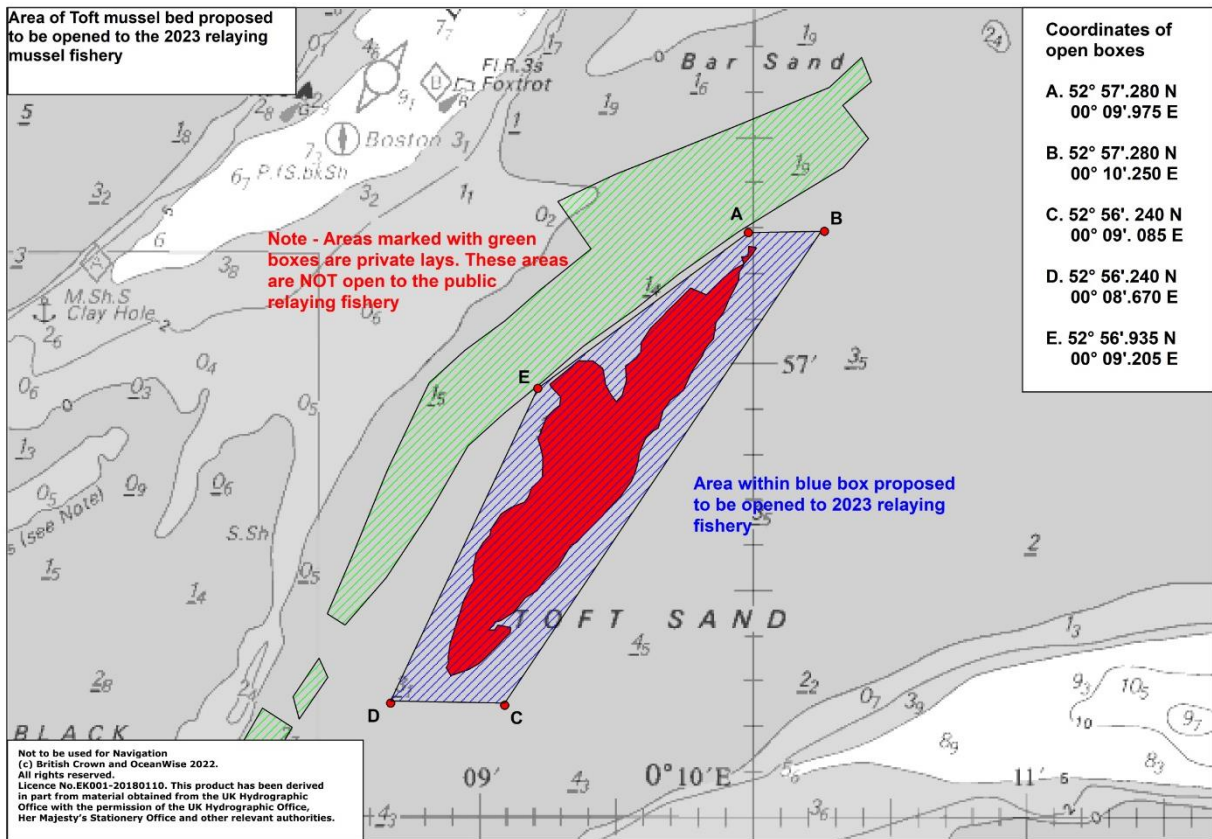 Area of Toft mussel bed proposed
to be opened to the 2023 relaying
mussel fishery
Fl.R.3s
Foxtrot
Bar Sand
Boston
P.fS.bkSh
M.Sh.S
Clay Hole
Note - Areas marked with green
boxes are private lays. These areas
are NOT open to the public
relaying fishery
A
B
E
57'
Area within blue box proposed
to be opened to 2023 relaying
fishery
s (see Note)
S.Sh
TOFT SAND
D
C
BLACK
09'
0° 10'E
11'
Coordinates of
open boxes
A. 52° 57'.280 N
00° 09'.975 E
B. 52° 57'.280 N
00° 10'.250 E
C. 52° 56'. 240 N
00° 09'. 085 E
D. 52° 56'.240 N
00° 08'.670 E
E. 52° 56'.935 N
00° 09'.205 E
Not to be used for Navigation
(c) British Crown and OceanWise 2022.
All rights reserved.
Licence No.EK001-20180110. This product has been derived
in part from material obtained from the UK Hydrographic
Office with the permission of the UK Hydrographic Office,
Her Majesty's Stationery Office and other relevant authorities.